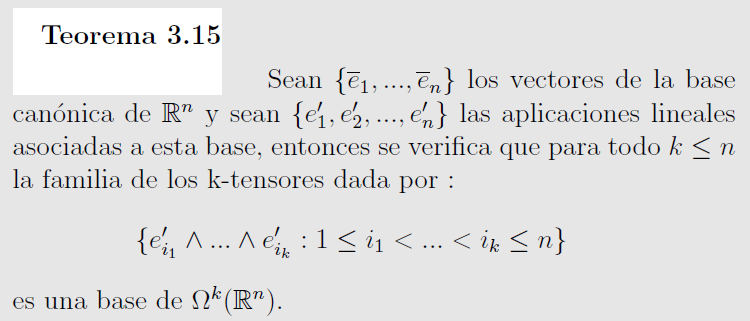 Teorema 3.15
Sean {ē₁, ..., ēₙ} los vectores de la base
canónica de ℝⁿ y sean {e′₁, e′₂, ..., e′ₙ} las aplicaciones lineales
asociadas a esta base, entonces se verifica que para todo k ≤ n
la familia de los k-tensores dada por :
{e′_{i₁} ∧ ... ∧ e′_{iₖ} : 1 ≤ i₁ < ... < iₖ ≤ n}
es una base de Ωᵏ(ℝⁿ).